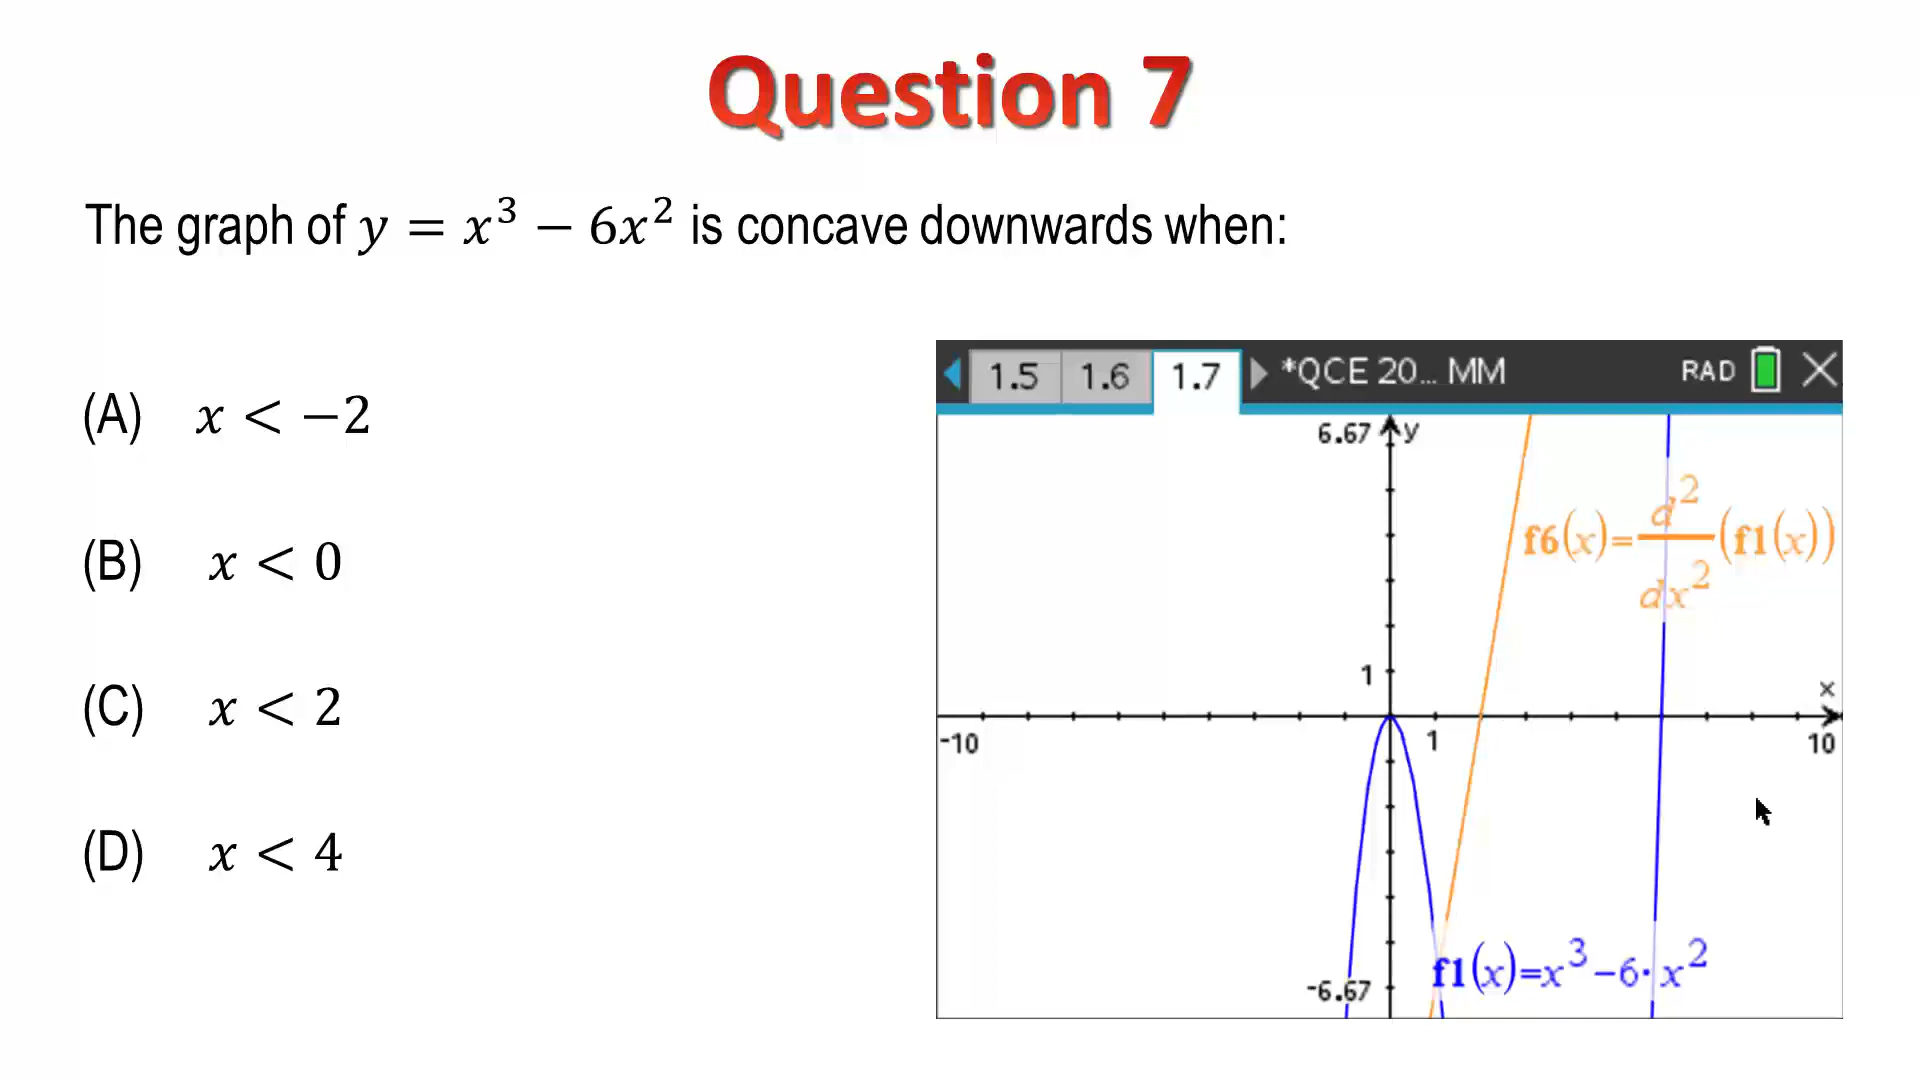 Question 7
The graph of y = x³ − 6x² is concave downwards when:
(A) x < −2
(B) x < 0
(C) x < 2
(D) x < 4
1.5 1.6 1.7 *QCE 20... MM RAD
6.67 y
f6(x)=d²/dx²(f1(x))
1
x
-10 1 10
-6.67
f1(x)=x³−6·x²